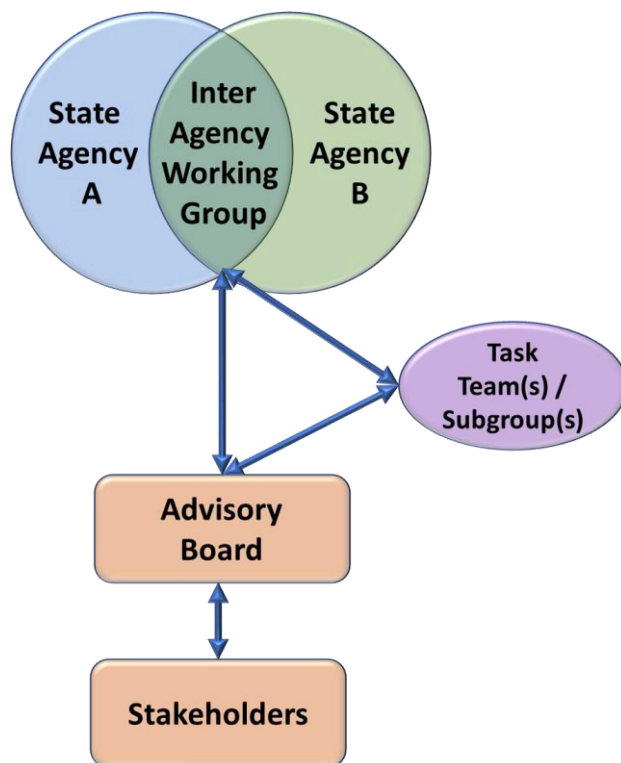 State
Agency
A
Inter
Agency
Working
Group
State
Agency
B
Task
Team(s) /
Subgroup(s)
Advisory
Board
Stakeholders